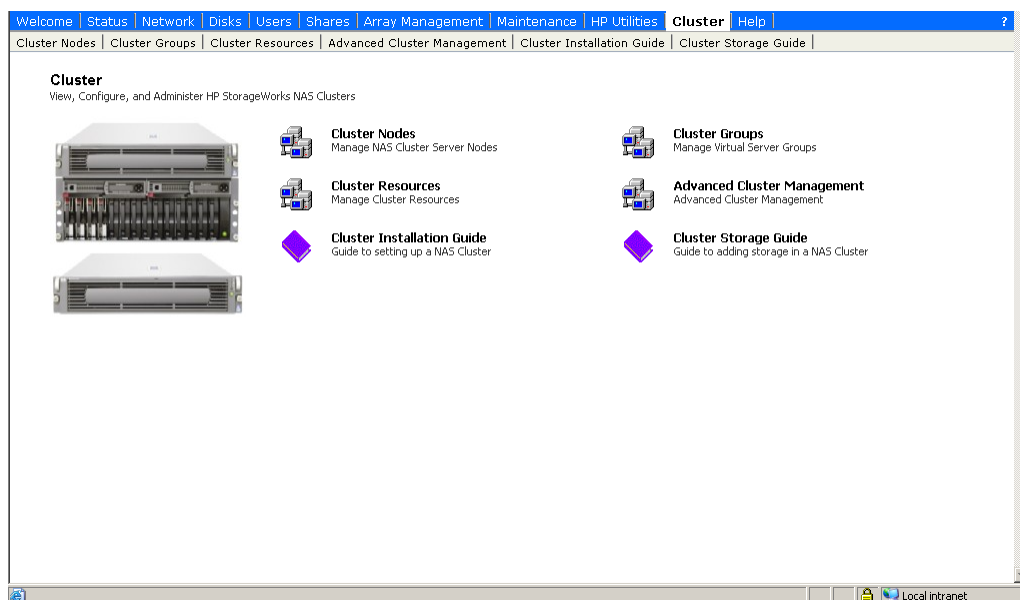 Welcome | Status | Network | Disks | Users | Shares | Array Management | Maintenance | HP Utilities | Cluster | Help | ?
Cluster Nodes | Cluster Groups | Cluster Resources | Advanced Cluster Management | Cluster Installation Guide | Cluster Storage Guide |
Cluster
View, Configure, and Administer HP StorageWorks NAS Clusters
Cluster Nodes
Manage NAS Cluster Server Nodes
Cluster Groups
Manage Virtual Server Groups
Cluster Resources
Manage Cluster Resources
Advanced Cluster Management
Advanced Cluster Management
Cluster Installation Guide
Guide to setting up a NAS Cluster
Cluster Storage Guide
Guide to adding storage in a NAS Cluster
Local intranet